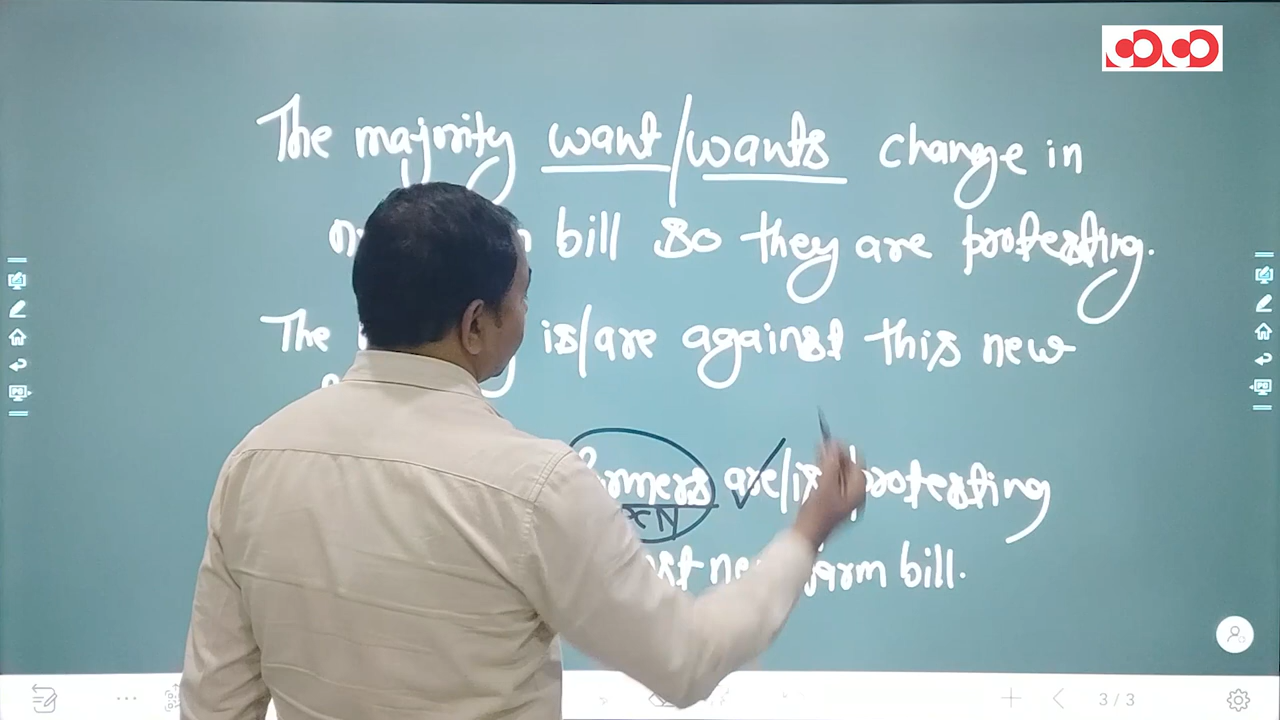 The majority want/wants change in
bill so they are protesting.
The is/are against this new
are/is protesting
new farm bill.
3/3